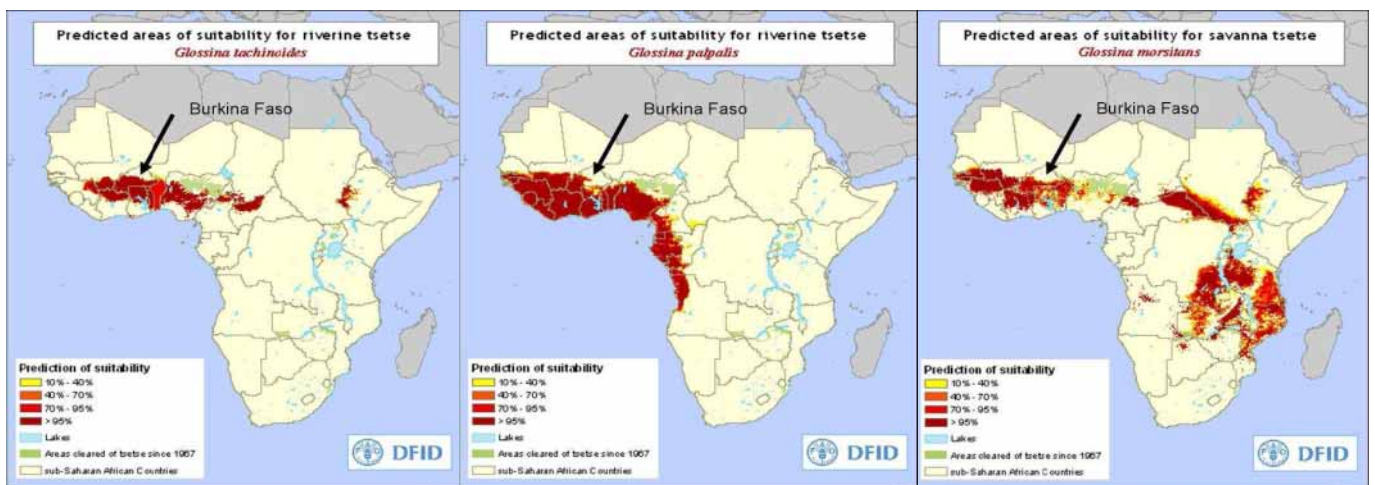 Predicted areas of suitability for riverine tsetse
Glossina tachinoides
Burkina Faso
Prediction of suitability
10% - 40%
40% - 70%
70% - 95%
> 95%
Lakes
Areas cleared of tsetse since 1967
sub-Saharan African Countries
DFID
Predicted areas of suitability for riverine tsetse
Glossina palpalis
Burkina Faso
Prediction of suitability
10% - 40%
40% - 70%
70% - 95%
> 95%
Lakes
Areas cleared of tsetse since 1967
sub-Saharan African Countries
DFID
Predicted areas of suitability for savanna tsetse
Glossina morsitans
Burkina Faso
Prediction of suitability
10% - 40%
40% - 70%
70% - 95%
> 95%
Lakes
Areas cleared of tsetse since 1967
sub-Saharan African Countries
DFID